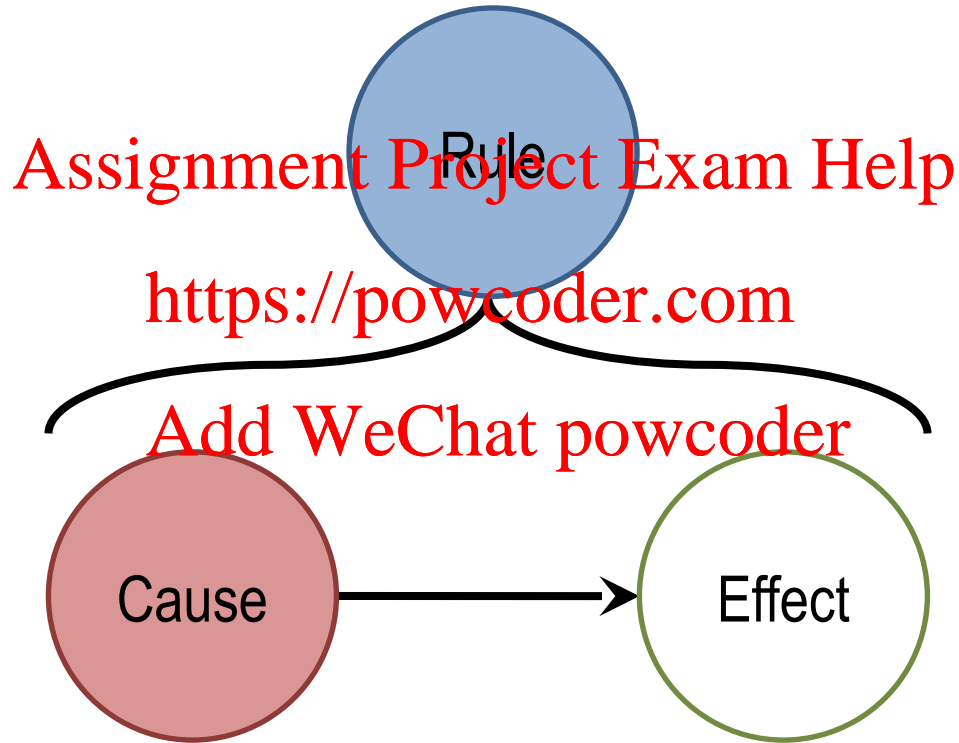 Rule
Assignment Project Exam Help
https://powcoder.com
Add WeChat powcoder
Cause
Effect